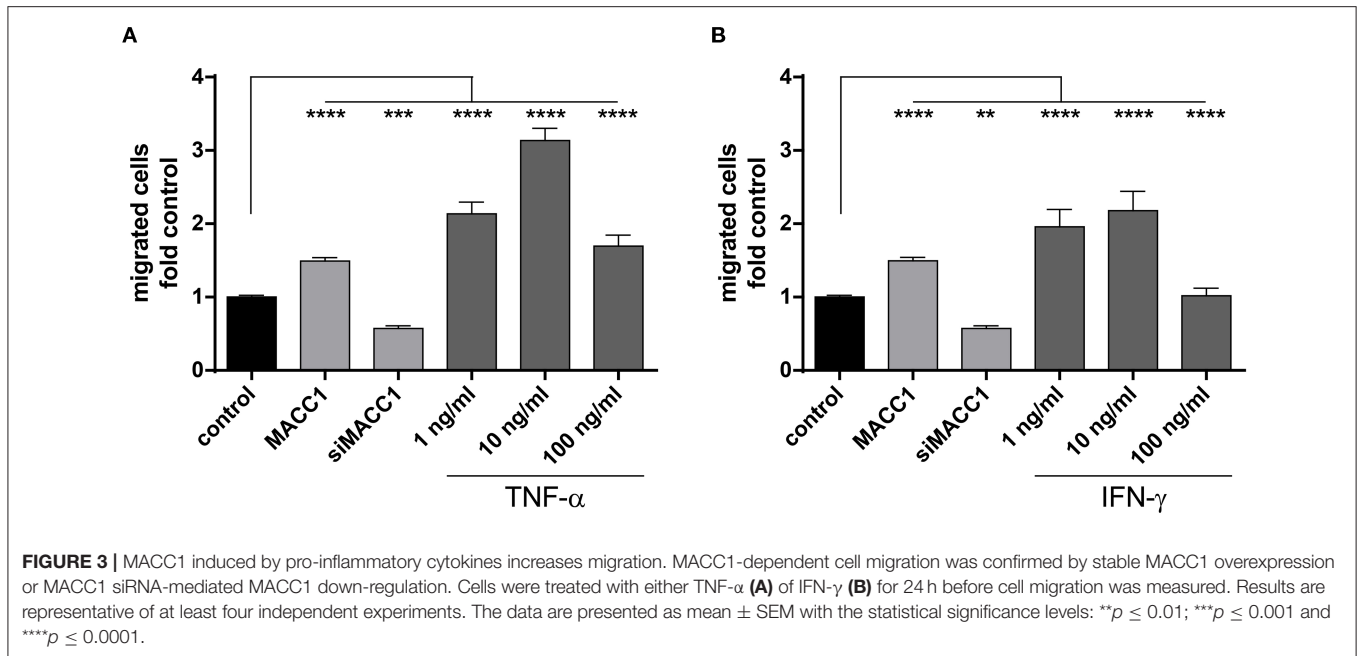 A
migrated cells
fold control
4
3
2
1
0
**** *** **** **** ****
control
MACC1
siMACC1
1 ng/ml
10 ng/ml
100 ng/ml
TNF-α
B
migrated cells
fold control
4
3
2
1
0
**** ** **** **** ****
control
MACC1
siMACC1
1 ng/ml
10 ng/ml
100 ng/ml
IFN-γ
FIGURE 3 | MACC1 induced by pro-inflammatory cytokines increases migration. MACC1-dependent cell migration was confirmed by stable MACC1 overexpression
or MACC1 siRNA-mediated MACC1 down-regulation. Cells were treated with either TNF-α (A) of IFN-γ (B) for 24 h before cell migration was measured. Results are
representative of at least four independent experiments. The data are presented as mean ± SEM with the statistical significance levels: **p ≤ 0.01; ***p ≤ 0.001 and
****p ≤ 0.0001.